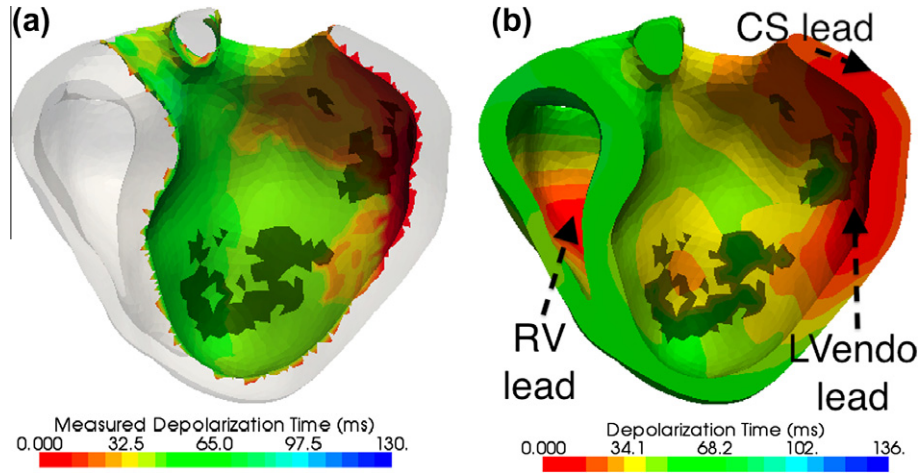 (a)
(b)
CS lead
RV
lead
LVendo
lead
Measured Depolarization Time (ms)
0.000 32.5 65.0 97.5 130.
Depolarization Time (ms)
0.000 34.1 68.2 102. 136.